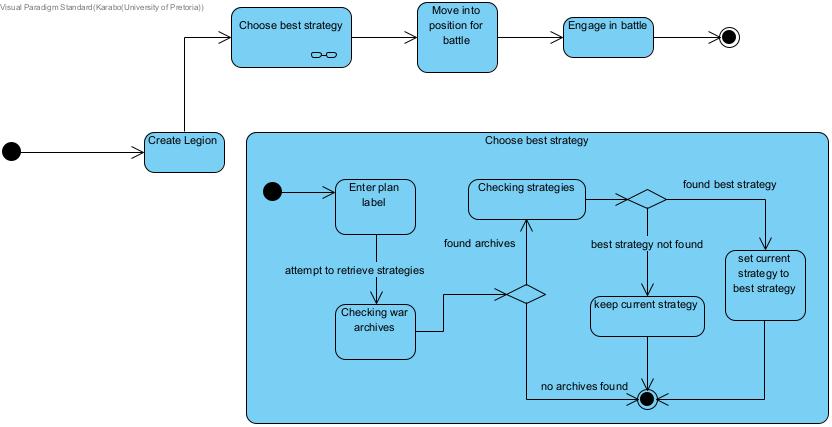 Visual Paradigm Standard(Karabo(University of Pretoria))
Choose best strategy
Move into
position for
battle
Engage in battle
Create Legion
Choose best strategy
Enter plan
label
Checking strategies
found best strategy
found archives
best strategy not found
attempt to retrieve strategies
set current
strategy to
best strategy
Checking war
archives
keep current strategy
no archives found